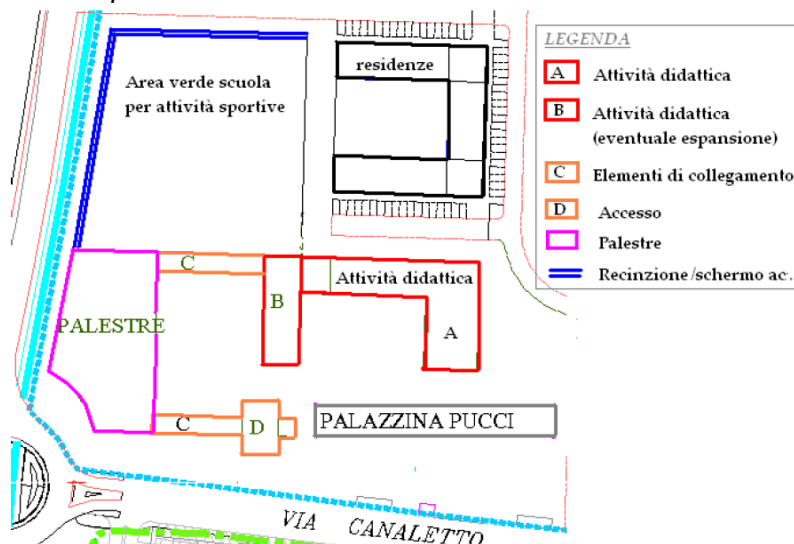 LEGENDA
A Attività didattica
B Attività didattica
(eventuale espansione)
C Elementi di collegamento
D Accesso
Palestre
Recinzione/schermo ac.
residenze
Area verde scuola
per attività sportive
C
B
Attività didattica
A
PALESTRE
C
D
PALAZZINA PUCCI
VIA CANALETTO